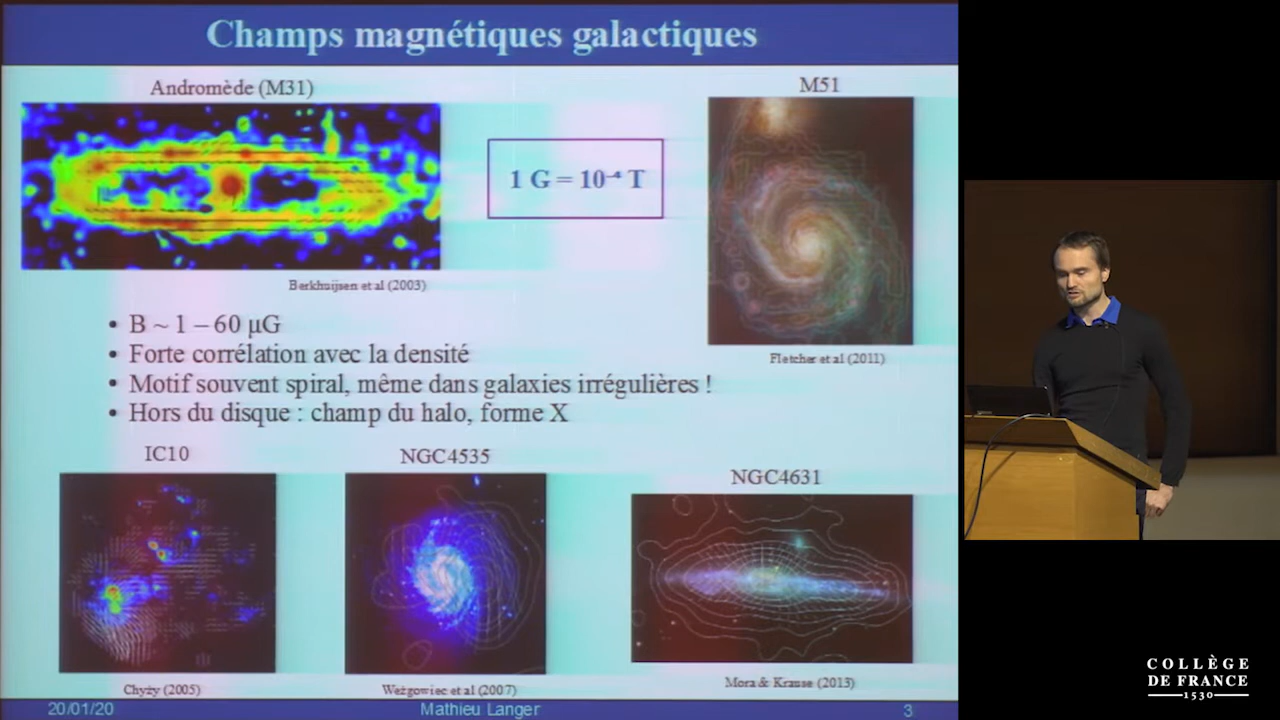 Champs magnétiques galactiques
Andromède (M31)
M51
1 G = 10⁻⁴ T
Berkhuijsen et al (2003)
Fletcher et al (2011)
• B ~ 1 – 60 µG
• Forte corrélation avec la densité
• Motif souvent spiral, même dans galaxies irrégulières !
• Hors du disque : champ du halo, forme X
IC10
NGC4535
NGC4631
Chyży (2005)
Weżgowiec et al (2007)
Mora & Krause (2013)
20/01/20
Mathieu Langer
3
COLLÈGE
DE FRANCE
1530